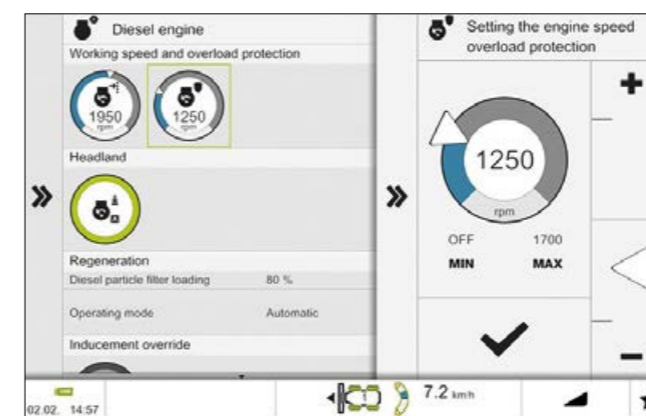 Diesel engine
Working speed and overload protection
1950
rpm
1250
rpm
Headland
Regeneration
Diesel particle filter loading 80 %
Operating mode Automatic
Inducement override
Setting the engine speed
overload protection
1250
rpm
OFF 1700
MIN MAX
02.02. 14:57
1
7.2 km/h